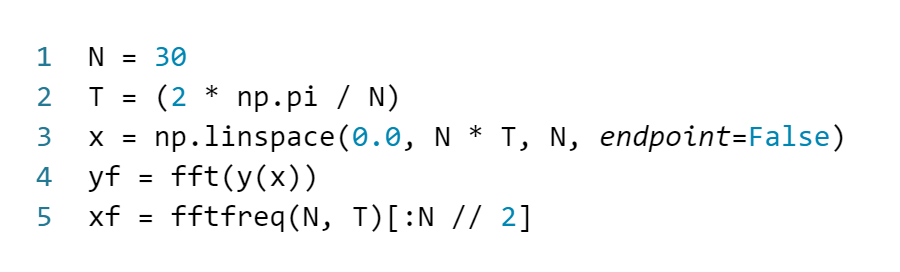 1 N = 30
2 T = (2 * np.pi / N)
3 x = np.linspace(0.0, N * T, N, endpoint=False)
4 yf = fft(y(x))
5 xf = fftfreq(N, T)[:N // 2]